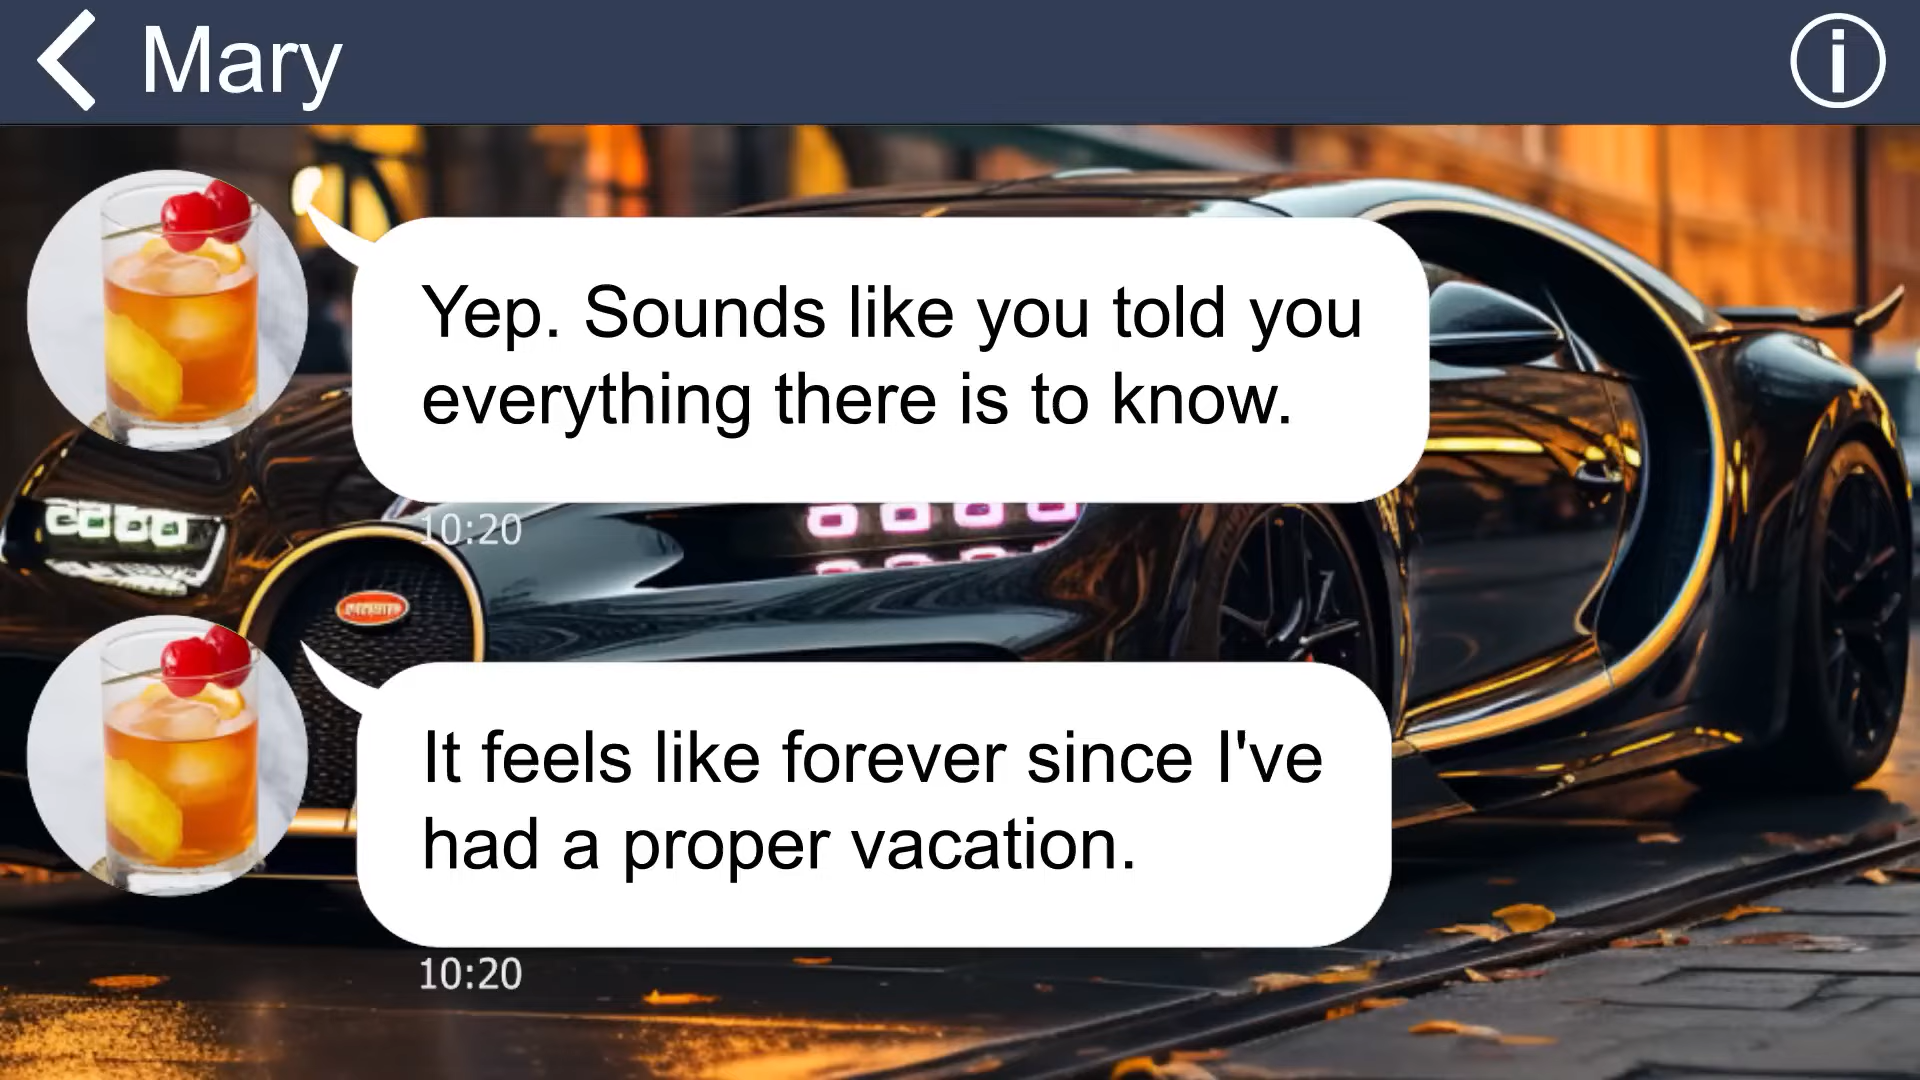 Mary
Yep. Sounds like you told you
everything there is to know.
10:20
It feels like forever since I've
had a proper vacation.
10:20